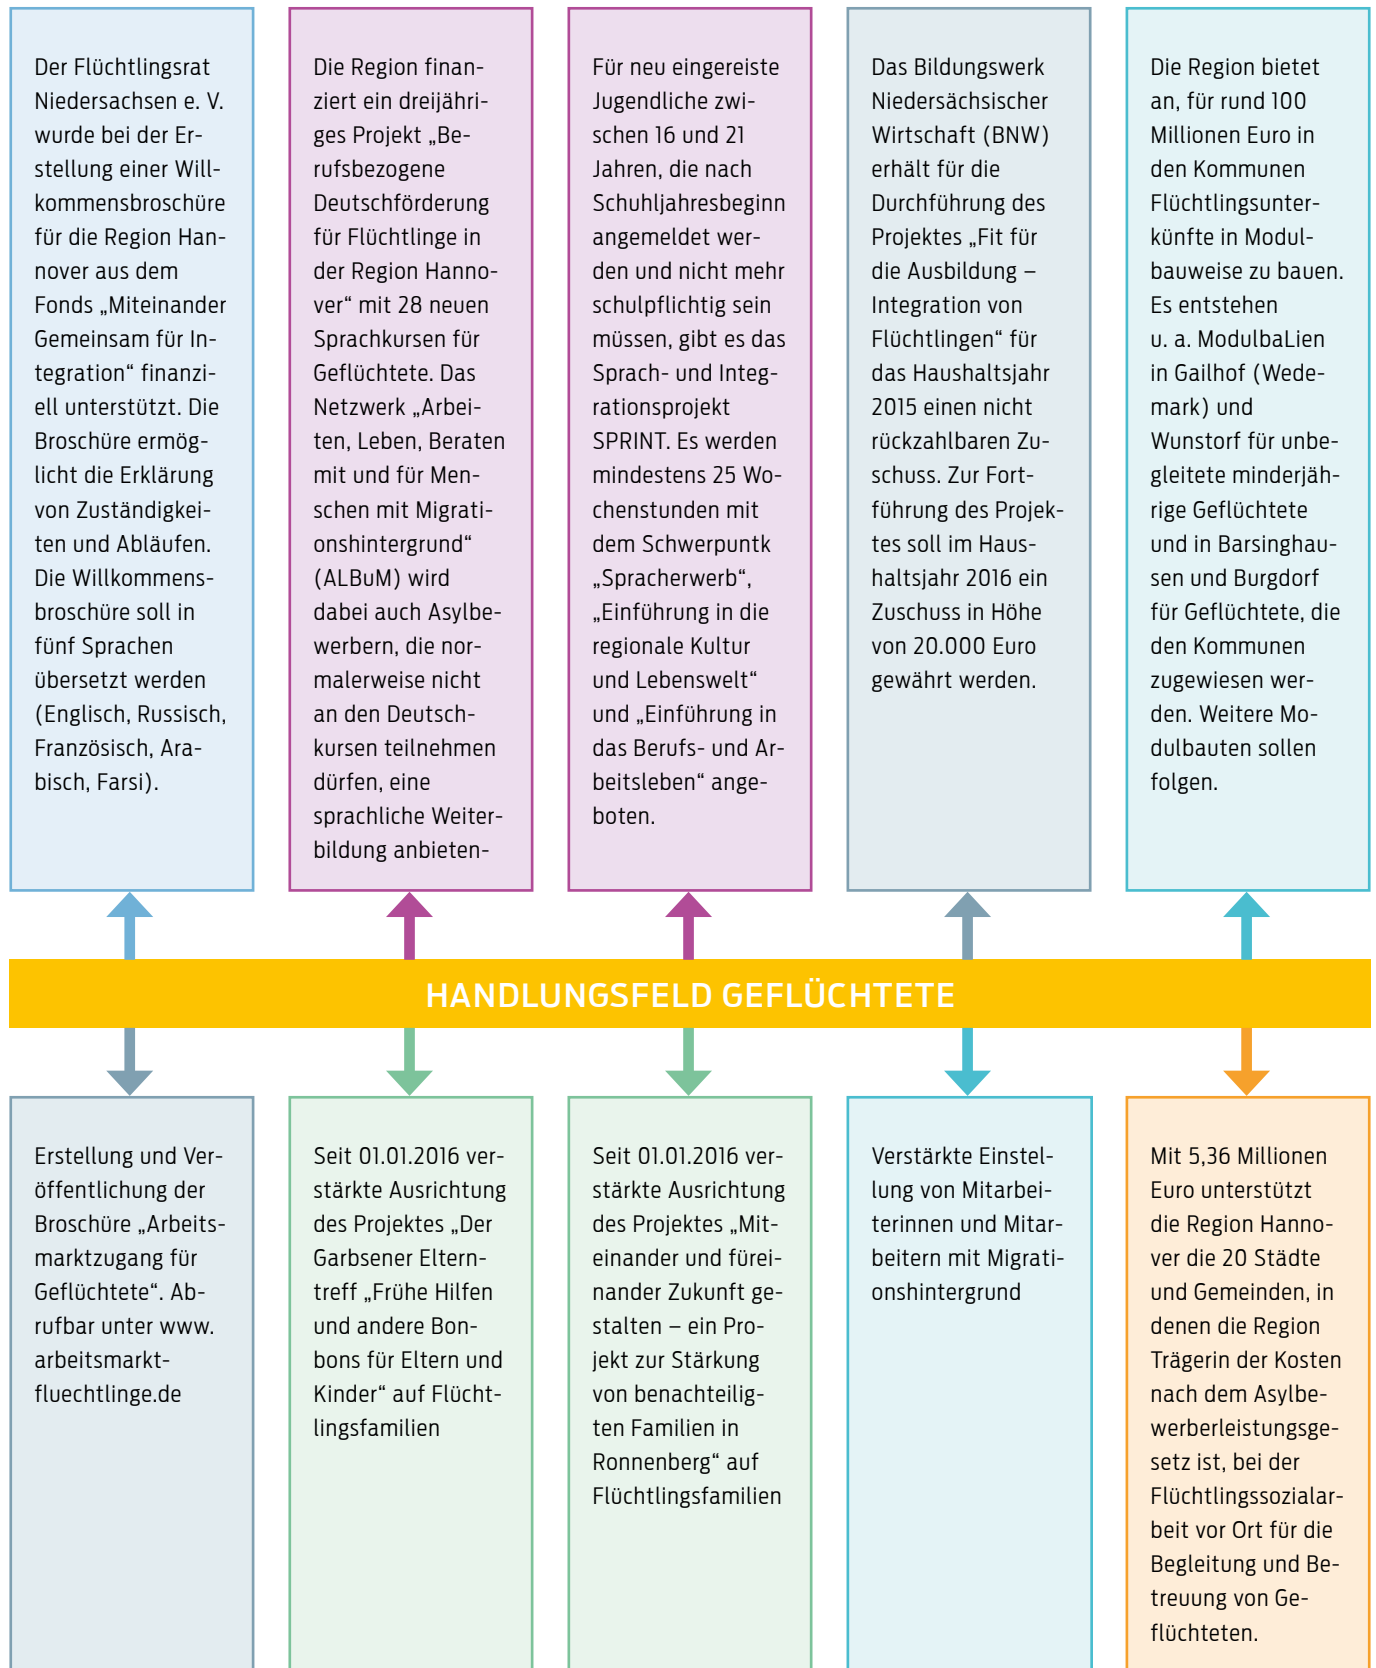 Der Flüchtlingsrat
Niedersachsen e. V.
wurde bei der Er-
stellung einer Will-
kommensbroschüre
für die Region Han-
nover aus dem
Fonds „Miteinander
Gemeinsam für In-
tegration“ finanzi-
ell unterstützt. Die
Broschüre ermög-
licht die Erklärung
von Zuständigkei-
ten und Abläufen.
Die Willkommens-
broschüre soll in
fünf Sprachen
übersetzt werden
(Englisch, Russisch,
Französisch, Ara-
bisch, Farsi).
Die Region finan-
ziert ein dreijähri-
ges Projekt „Be-
rufsbezogene
Deutschförderung
für Flüchtlinge in
der Region Hanno-
ver“ mit 28 neuen
Sprachkursen für
Geflüchtete. Das
Netzwerk „Arbei-
ten, Leben, Beraten
mit und für Men-
schen mit Migrati-
onshintergrund“
(ALBuM) wird
dabei auch Asylbe-
werbern, die nor-
malerweise nicht
an den Deutsch-
kursen teilnehmen
dürfen, eine
sprachliche Weiter-
bildung anbieten-
Für neu eingereiste
Jugendliche zwi-
schen 16 und 21
Jahren, die nach
Schuhljahresbeginn
angemeldet wer-
den und nicht mehr
schulpflichtig sein
müssen, gibt es das
Sprach- und Integ-
rationsprojekt
SPRINT. Es werden
mindestens 25 Wo-
chenstunden mit
dem Schwerpuntk
„Spracherwerb“,
„Einführung in die
regionale Kultur
und Lebenswelt“
und „Einführung in
das Berufs- und Ar-
beitsleben“ ange-
boten.
Das Bildungswerk
Niedersächsischer
Wirtschaft (BNW)
erhält für die
Durchführung des
Projektes „Fit für
die Ausbildung –
Integration von
Flüchtlingen“ für
das Haushaltsjahr
2015 einen nicht
rückzahlbaren Zu-
schuss. Zur Fort-
führung des Projek-
tes soll im Haus-
haltsjahr 2016 ein
Zuschuss in Höhe
von 20.000 Euro
gewährt werden.
Die Region bietet
an, für rund 100
Millionen Euro in
den Kommunen
Flüchtlingsunter-
künfte in Modul-
bauweise zu bauen.
Es entstehen
u. a. ModulbaLien
in Gailhof (Wede-
mark) und
Wunstorf für unbe-
gleitete minderjäh-
rige Geflüchtete
und in Barsinghau-
sen und Burgdorf
für Geflüchtete, die
den Kommunen
zugewiesen wer-
den. Weitere Mo-
dulbauten sollen
folgen.
HANDLUNGSFELD GEFLÜCHTETE
Erstellung und Ver-
öffentlichung der
Broschüre „Arbeits-
marktzugang für
Geflüchtete“. Ab-
rufbar unter www.
arbeitsmarkt-
fluechtlinge.de
Seit 01.01.2016 ver-
stärkte Ausrichtung
des Projektes „Der
Garbsener Eltern-
treff „Frühe Hilfen
und andere Bon-
bons für Eltern und
Kinder“ auf Flücht-
lingsfamilien
Seit 01.01.2016 ver-
stärkte Ausrichtung
des Projektes „Mit-
einander und fürei-
nander Zukunft ge-
stalten – ein Pro-
jekt zur Stärkung
von benachteilig-
ten Familien in
Ronnenberg“ auf
Flüchtlingsfamilien
Verstärkte Einstel-
lung von Mitarbei-
terinnen und Mitar-
beitern mit Migrati-
onshintergrund
Mit 5,36 Millionen
Euro unterstützt
die Region Hanno-
ver die 20 Städte
und Gemeinden, in
denen die Region
Trägerin der Kosten
nach dem Asylbe-
werberleistungsge-
setz ist, bei der
Flüchtlingssozialar-
beit vor Ort für die
Begleitung und Be-
treuung von Ge-
flüchteten.